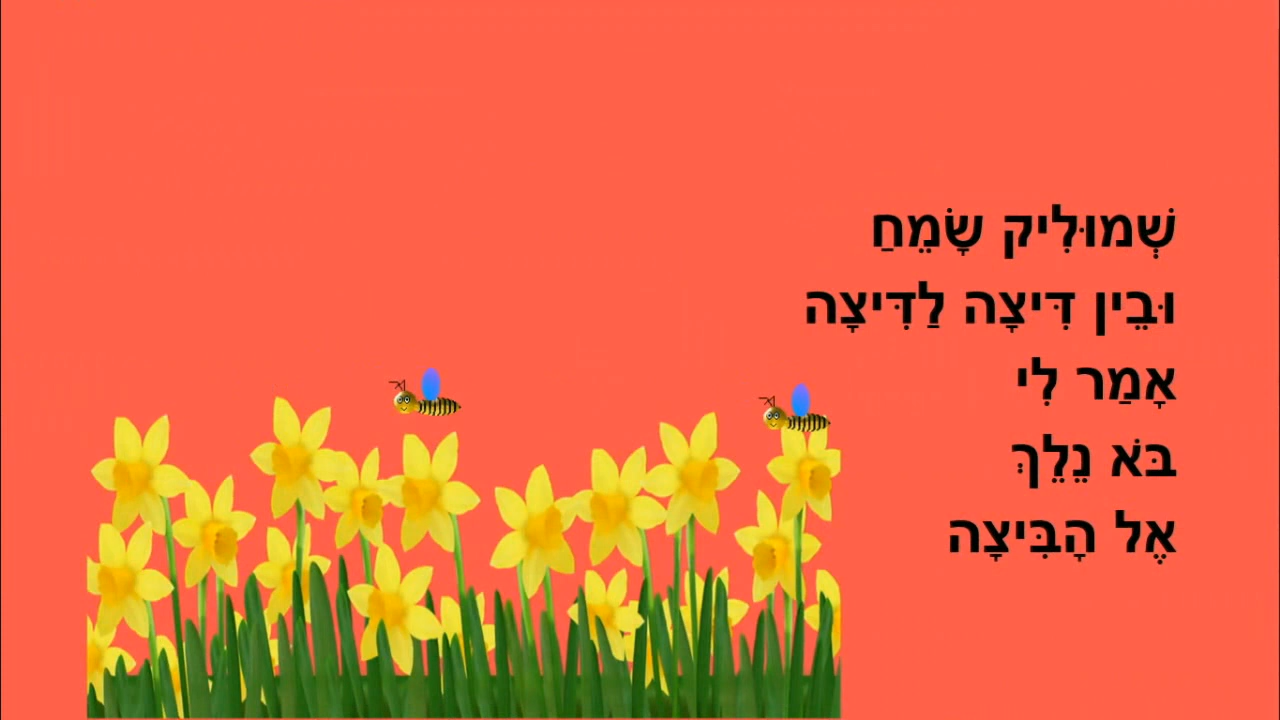 שְׁמוּלִיק שָׂמֵחַ
וּבֵין דִּיצָה לַדִּיצָה
אָמַר לִי
בֹּא נֵלֵךְ
אֶל הָבִּיצָה